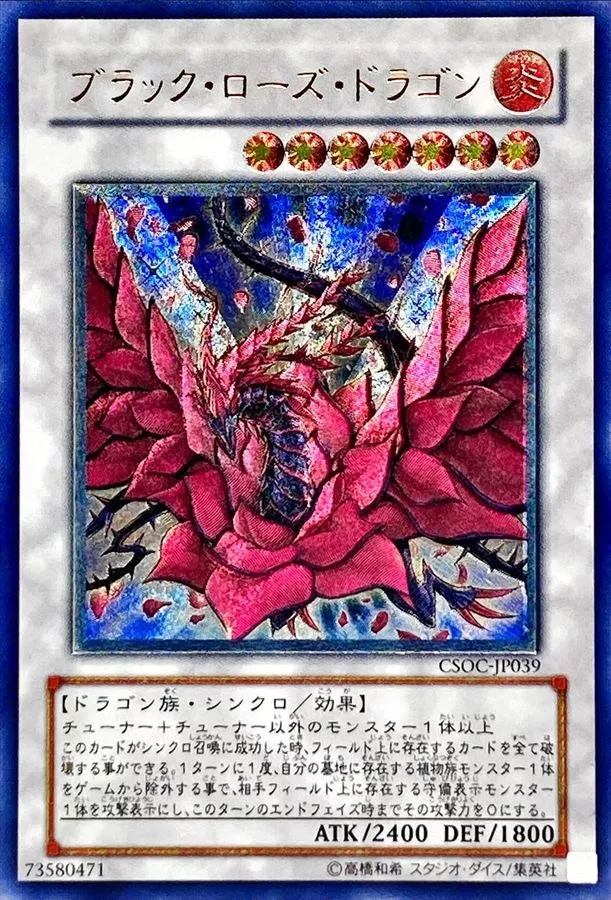 ブラック・ローズ・ドラゴン
炎
CSOC-JP039
【ドラゴン族・シンクロ/効果】
チューナー+チューナー以外のモンスター1体以上
このカードがシンクロ召喚に成功した時、フィールド上に存在するカードを全て破
壊する事ができる。1ターンに1度、自分の墓地に存在する植物族モンスター1体
をゲームから除外する事で、相手フィールド上に存在する守備表示モンスター
1体を攻撃表示にし、このターンのエンドフェイズ時までその攻撃力を0にする。
ATK/2400 DEF/1800
73580471 ©高橋和希 スタジオ・ダイス/集英社